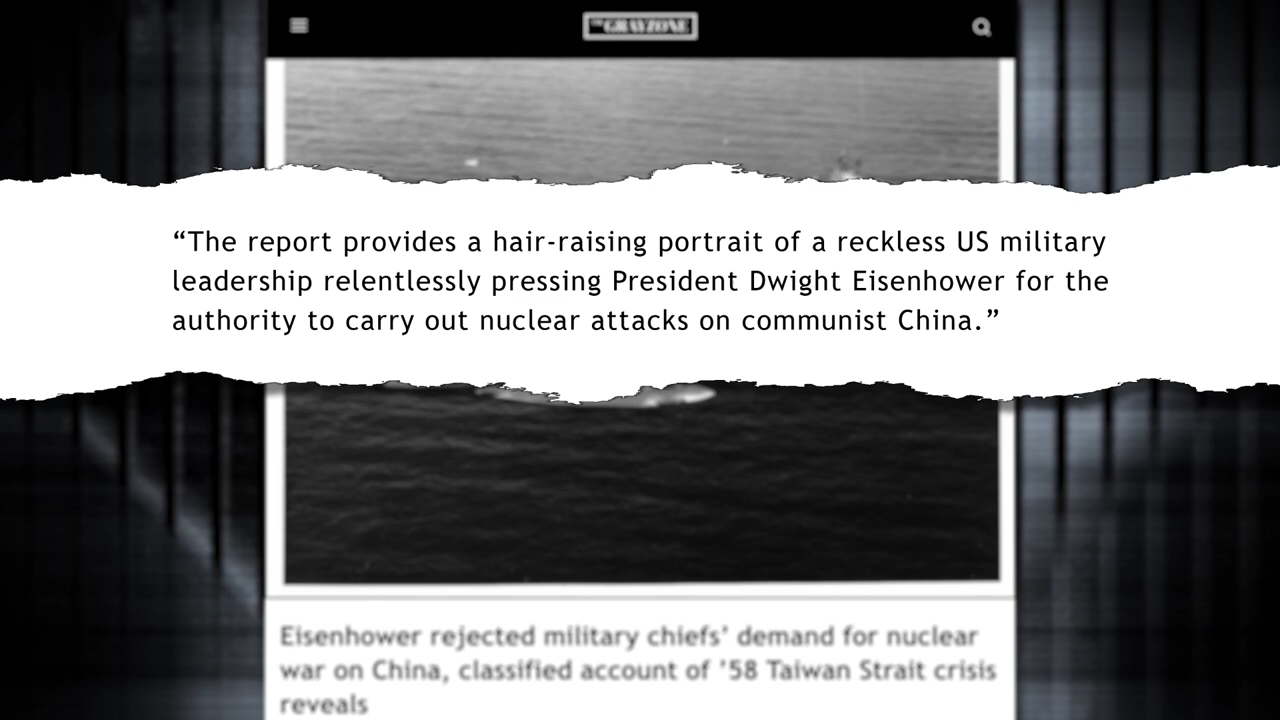 THE GRAYZONE
“The report provides a hair-raising portrait of a reckless US military
leadership relentlessly pressing President Dwight Eisenhower for the
authority to carry out nuclear attacks on communist China.”
Eisenhower rejected military chiefs’ demand for nuclear
war on China, classified account of ’58 Taiwan Strait crisis
reveals